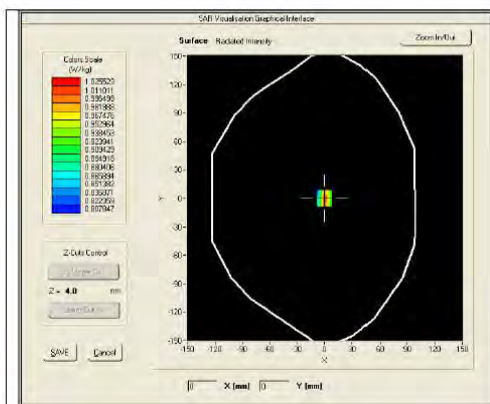 SAR Visualisation Graphical Interface
Surface Radiated Intensity
Zoom In/Out
Colors Scale
(W/kg)
1.025523
1.011011
0.996499
0.981988
0.967476
0.952964
0.938453
0.923941
0.909429
0.894918
0.880406
0.865894
0.851382
0.836871
0.822359
0.807847
150
120
90
60
30
0
-30
-60
-90
-120
-150
Y
-150 -120 -90 -60 -30 0 30 60 90 120 150
X
Z-Cuts Control
Z = 4.0 mm
SAVE Cancel
0 X (mm) 0 Y (mm)